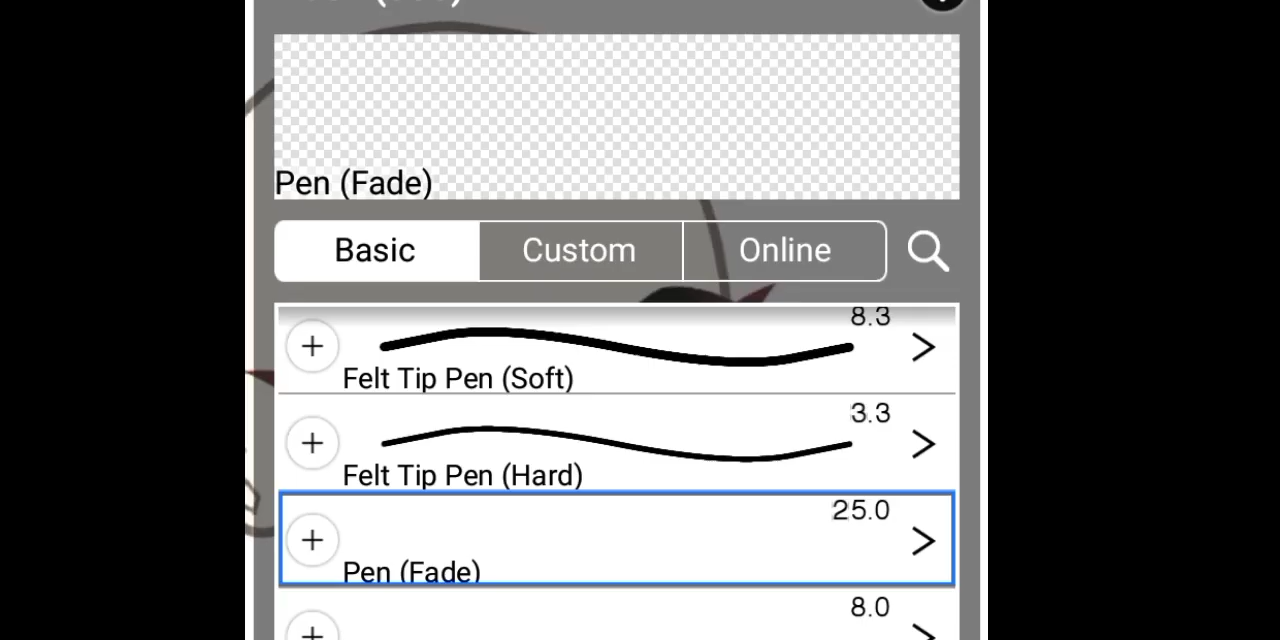 Pen (Fade)
Basic
Custom
Online
8.3
Felt Tip Pen (Soft)
3.3
Felt Tip Pen (Hard)
25.0
Pen (Fade)
8.0